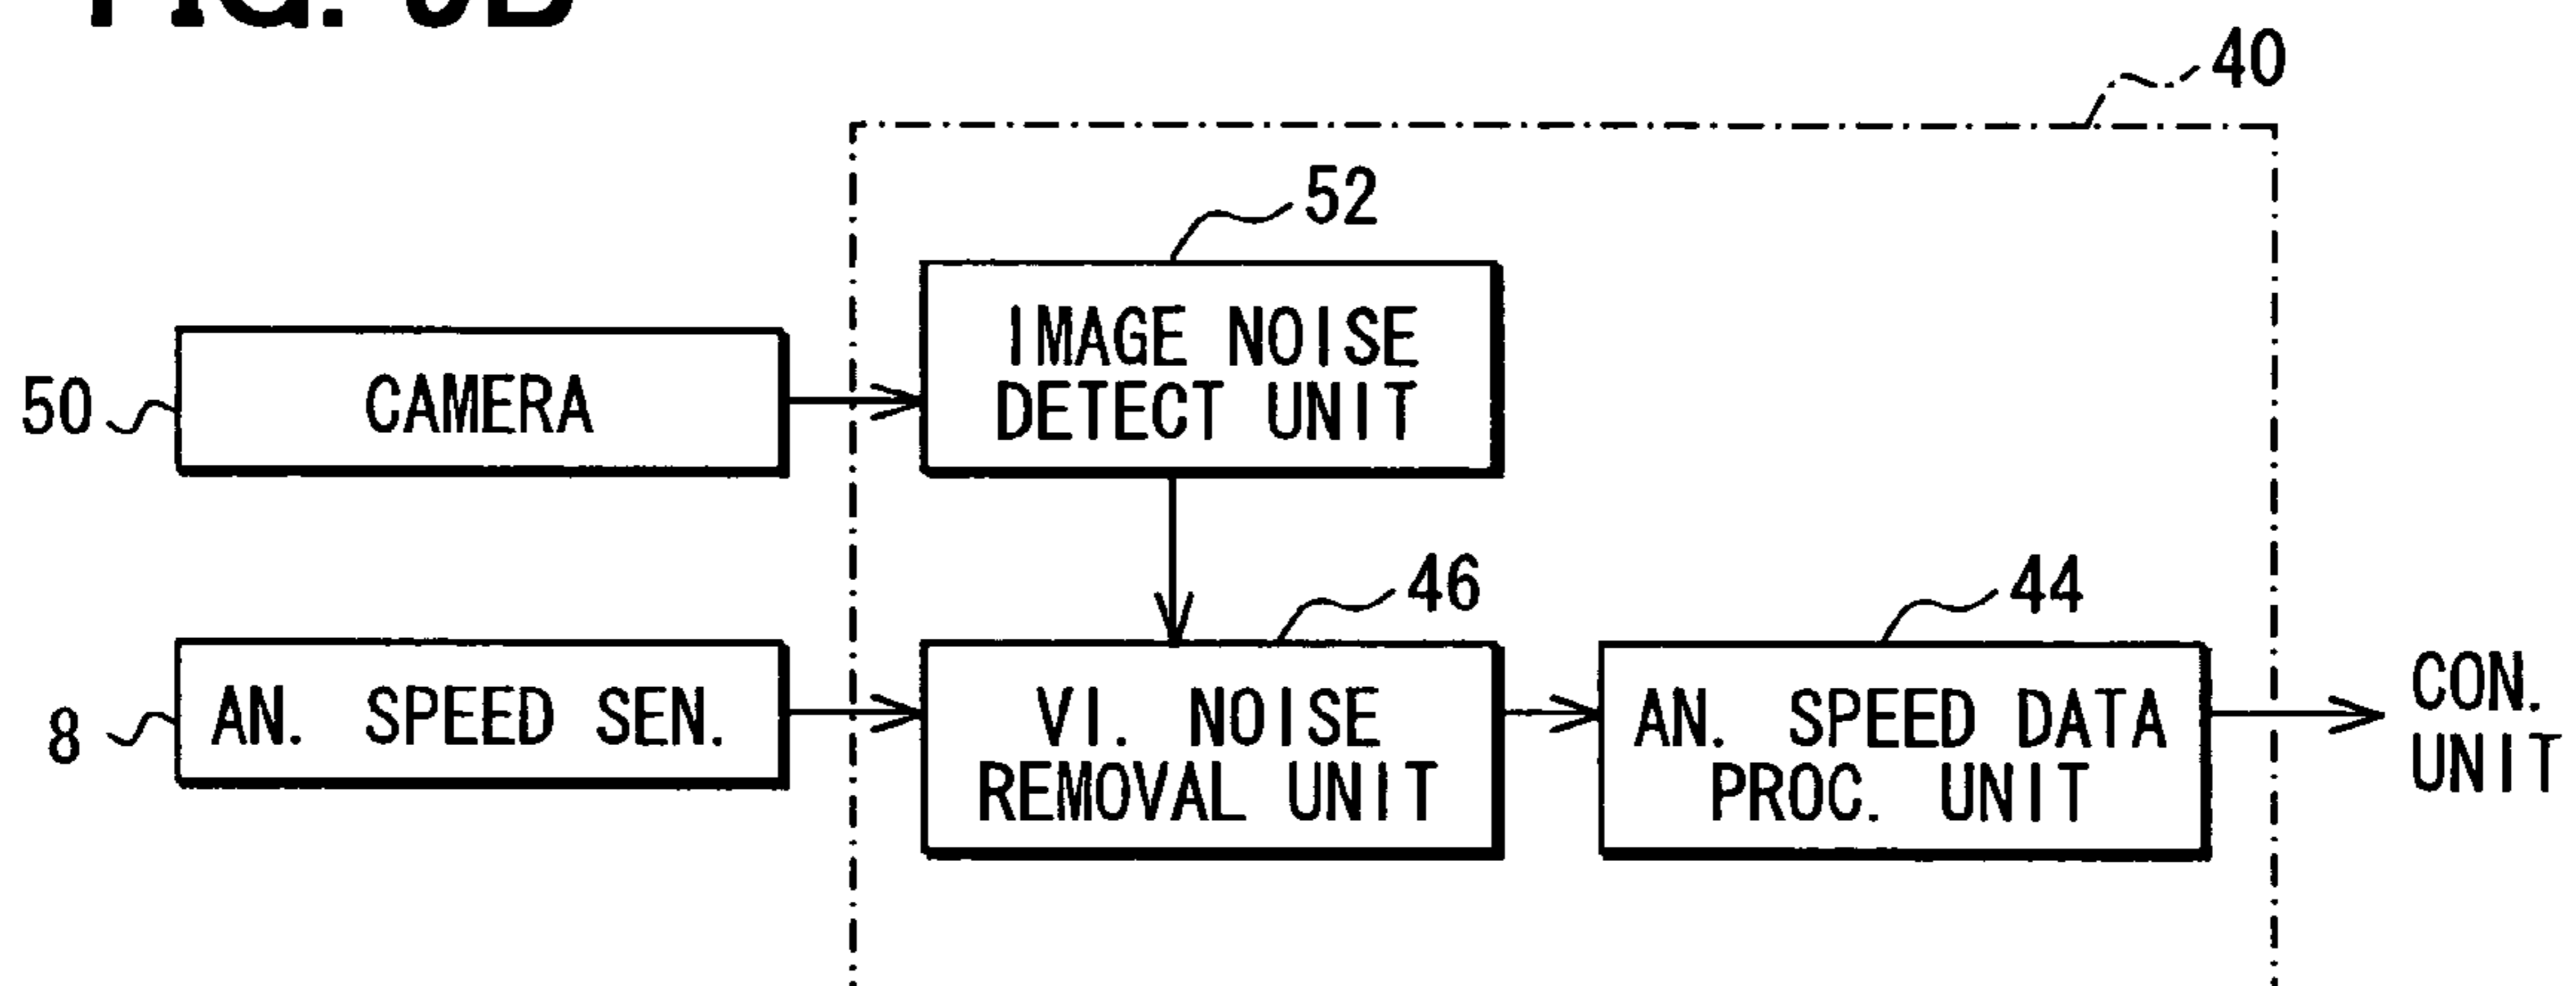 FIG.
40
52
IMAGE NOISE
DETECT UNIT
50
CAMERA
46
44
8
AN. SPEED SEN.
VI. NOISE
REMOVAL UNIT
AN. SPEED DATA
PROC. UNIT
CON.
UNIT